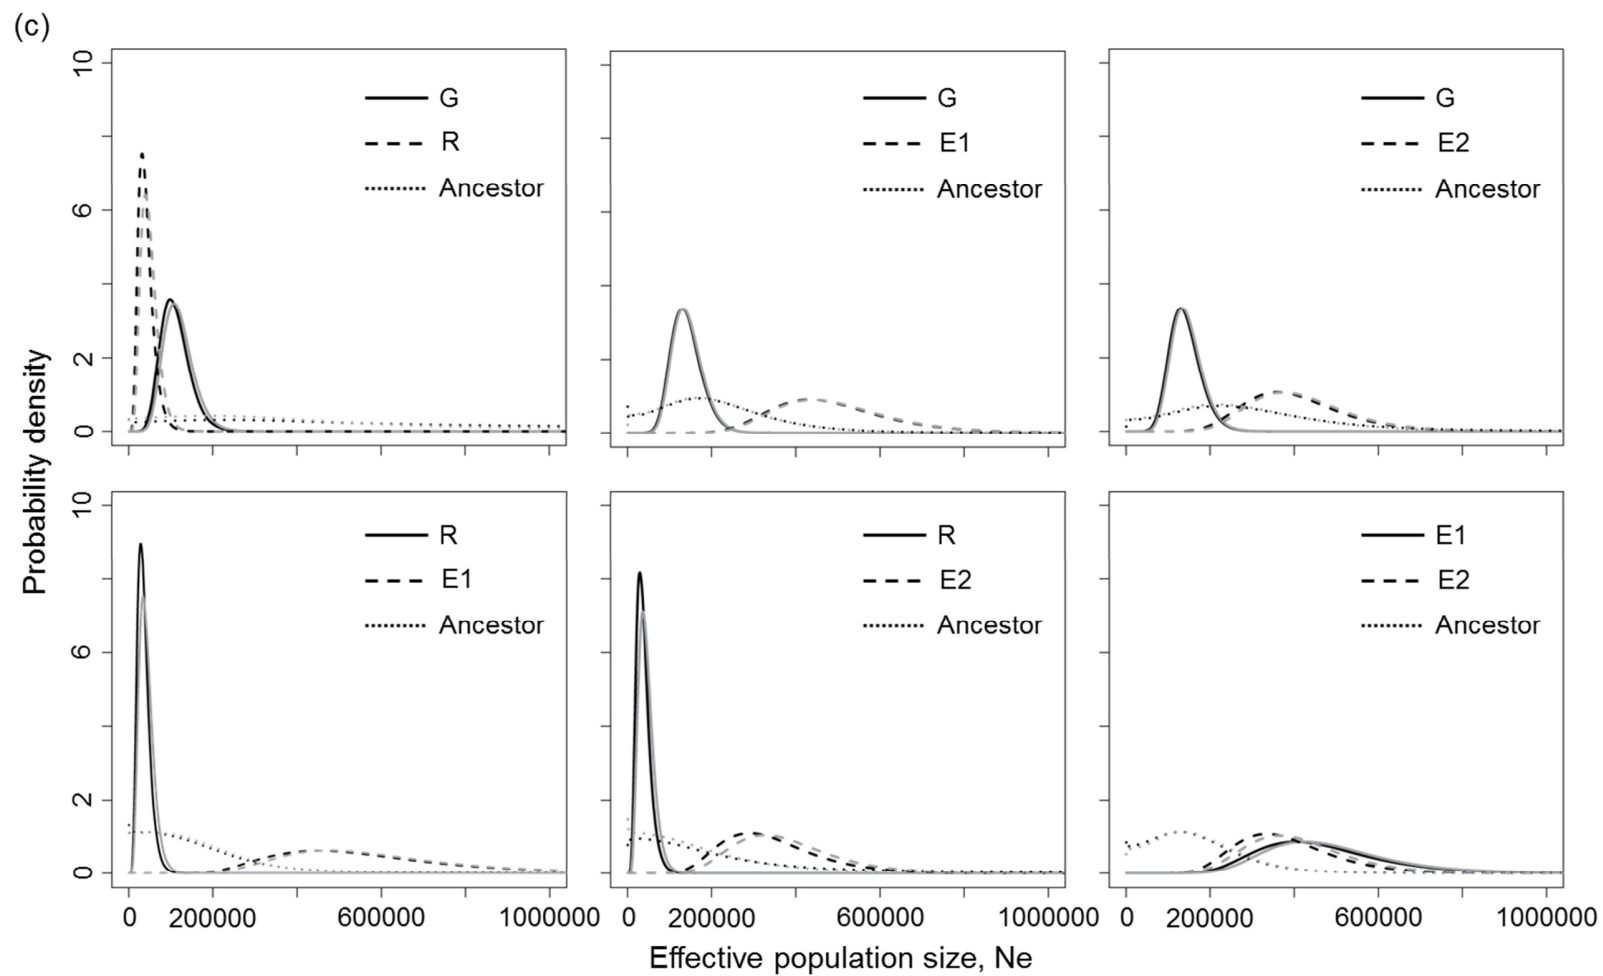 (c)
Probability density
10
6
2
0
G
R
Ancestor
G
E1
Ancestor
G
E2
Ancestor
10
6
2
0
R
E1
Ancestor
R
E2
Ancestor
E1
E2
Ancestor
0 200000 600000 1000000
0 200000 600000 1000000
0 200000 600000 1000000
Effective population size, Ne